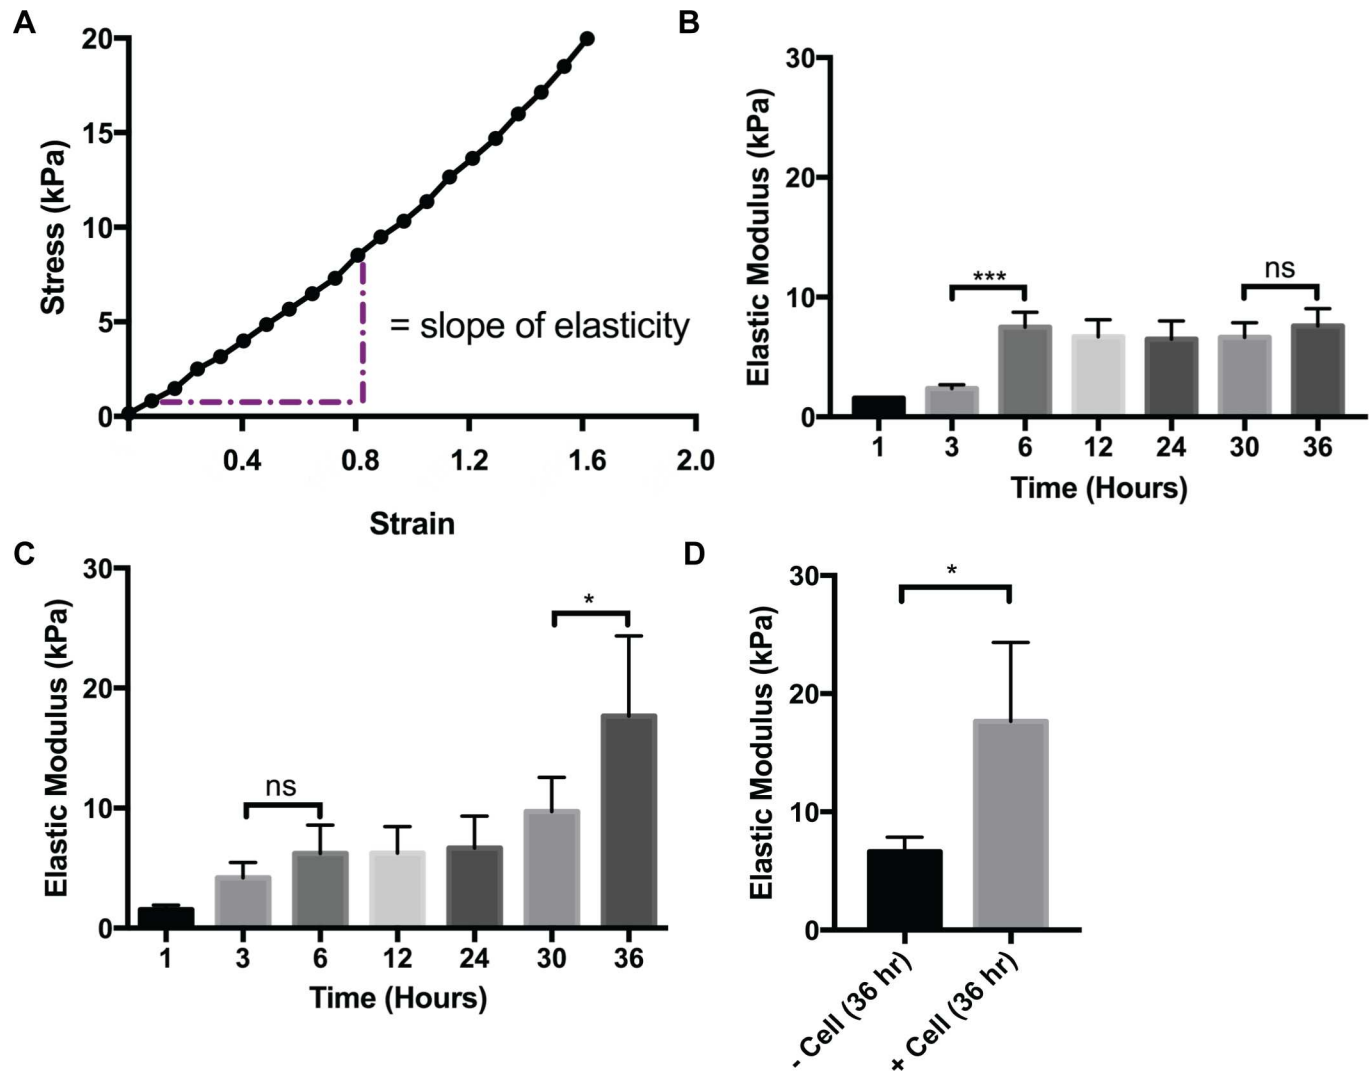 A
20
15
10
5
0
Stress (kPa)
= slope of elasticity
0.4 0.8 1.2 1.6 2.0
Strain
B
30
20
10
0
Elastic Modulus (kPa)
***
ns
1 3 6 12 24 30 36
Time (Hours)
C
30
20
10
0
Elastic Modulus (kPa)
ns
*
1 3 6 12 24 30 36
Time (Hours)
D
30
20
10
0
Elastic Modulus (kPa)
*
- Cell (36 hr)
+ Cell (36 hr)